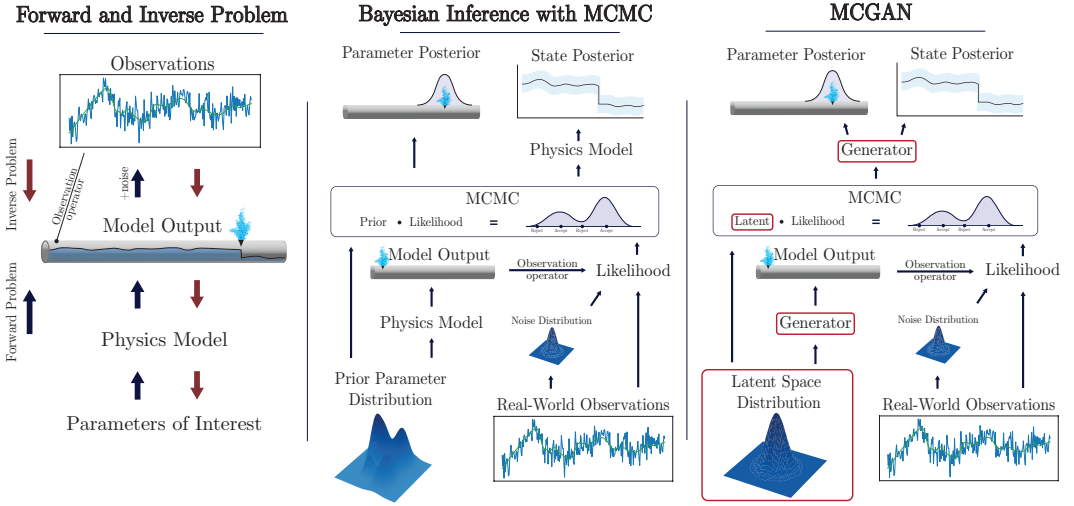 Forward and Inverse Problem
Observations
Inverse Problem
Observation
operator
+noise
Model Output
Forward Problem
Physics Model
Parameters of Interest
Bayesian Inference with MCMC
Parameter Posterior
State Posterior
Physics Model
MCMC
Prior • Likelihood =
Reject Accept Reject Accept
Model Output
Observation
operator
Likelihood
Physics Model
Noise Distribution
Prior Parameter
Distribution
Real-World Observations
MCGAN
Parameter Posterior
State Posterior
Generator
MCMC
Latent • Likelihood =
Reject Accept Reject Accept
Model Output
Observation
operator
Likelihood
Generator
Noise Distribution
Latent Space
Distribution
Real-World Observations